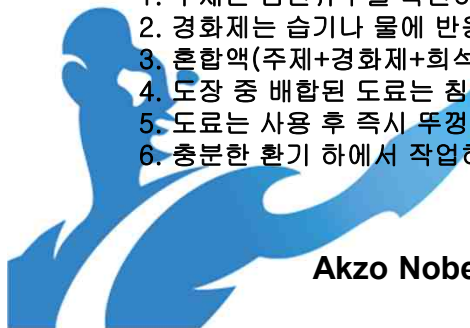 2. 경화제는 습기나 물에 반
3. 혼합액(주제+경화제+희석
4. 도장 중 배합된 도료는 침
5. 도료는 사용 후 즉시 뚜껑
6. 충분한 환기 하에서 작업
Akzo Nobe